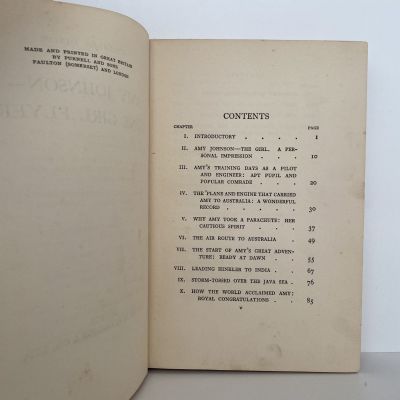 MADE AND PRINTED IN GREAT BRITAIN
BY PURNELL AND SONS
PAULTON (SOMERSET) AND LONDON
CONTENTS
CHAPTER PAGE
I. INTRODUCTORY . . . . . 1
II. AMY JOHNSON—THE GIRL. A PER-
SONAL IMPRESSION . . . . 10
III. AMY'S TRAINING DAYS AS A PILOT
AND ENGINEER: APT PUPIL AND
POPULAR COMRADE . . . . 20
IV. THE 'PLANE AND ENGINE THAT CARRIED
AMY TO AUSTRALIA: A WONDERFUL
RECORD . . . . . 30
V. WHY AMY TOOK A PARACHUTE: HER
CAUTIOUS SPIRIT . . . . 37
VI. THE AIR ROUTE TO AUSTRALIA . . 49
VII. THE START OF AMY'S GREAT ADVEN-
TURE: READY AT DAWN . . . 55
VIII. LEADING HINKLER TO INDIA . . . 67
IX. STORM-TOSSED OVER THE JAVA SEA . . 76
X. HOW THE WORLD ACCLAIMED AMY:
ROYAL CONGRATULATIONS . . . 85
v